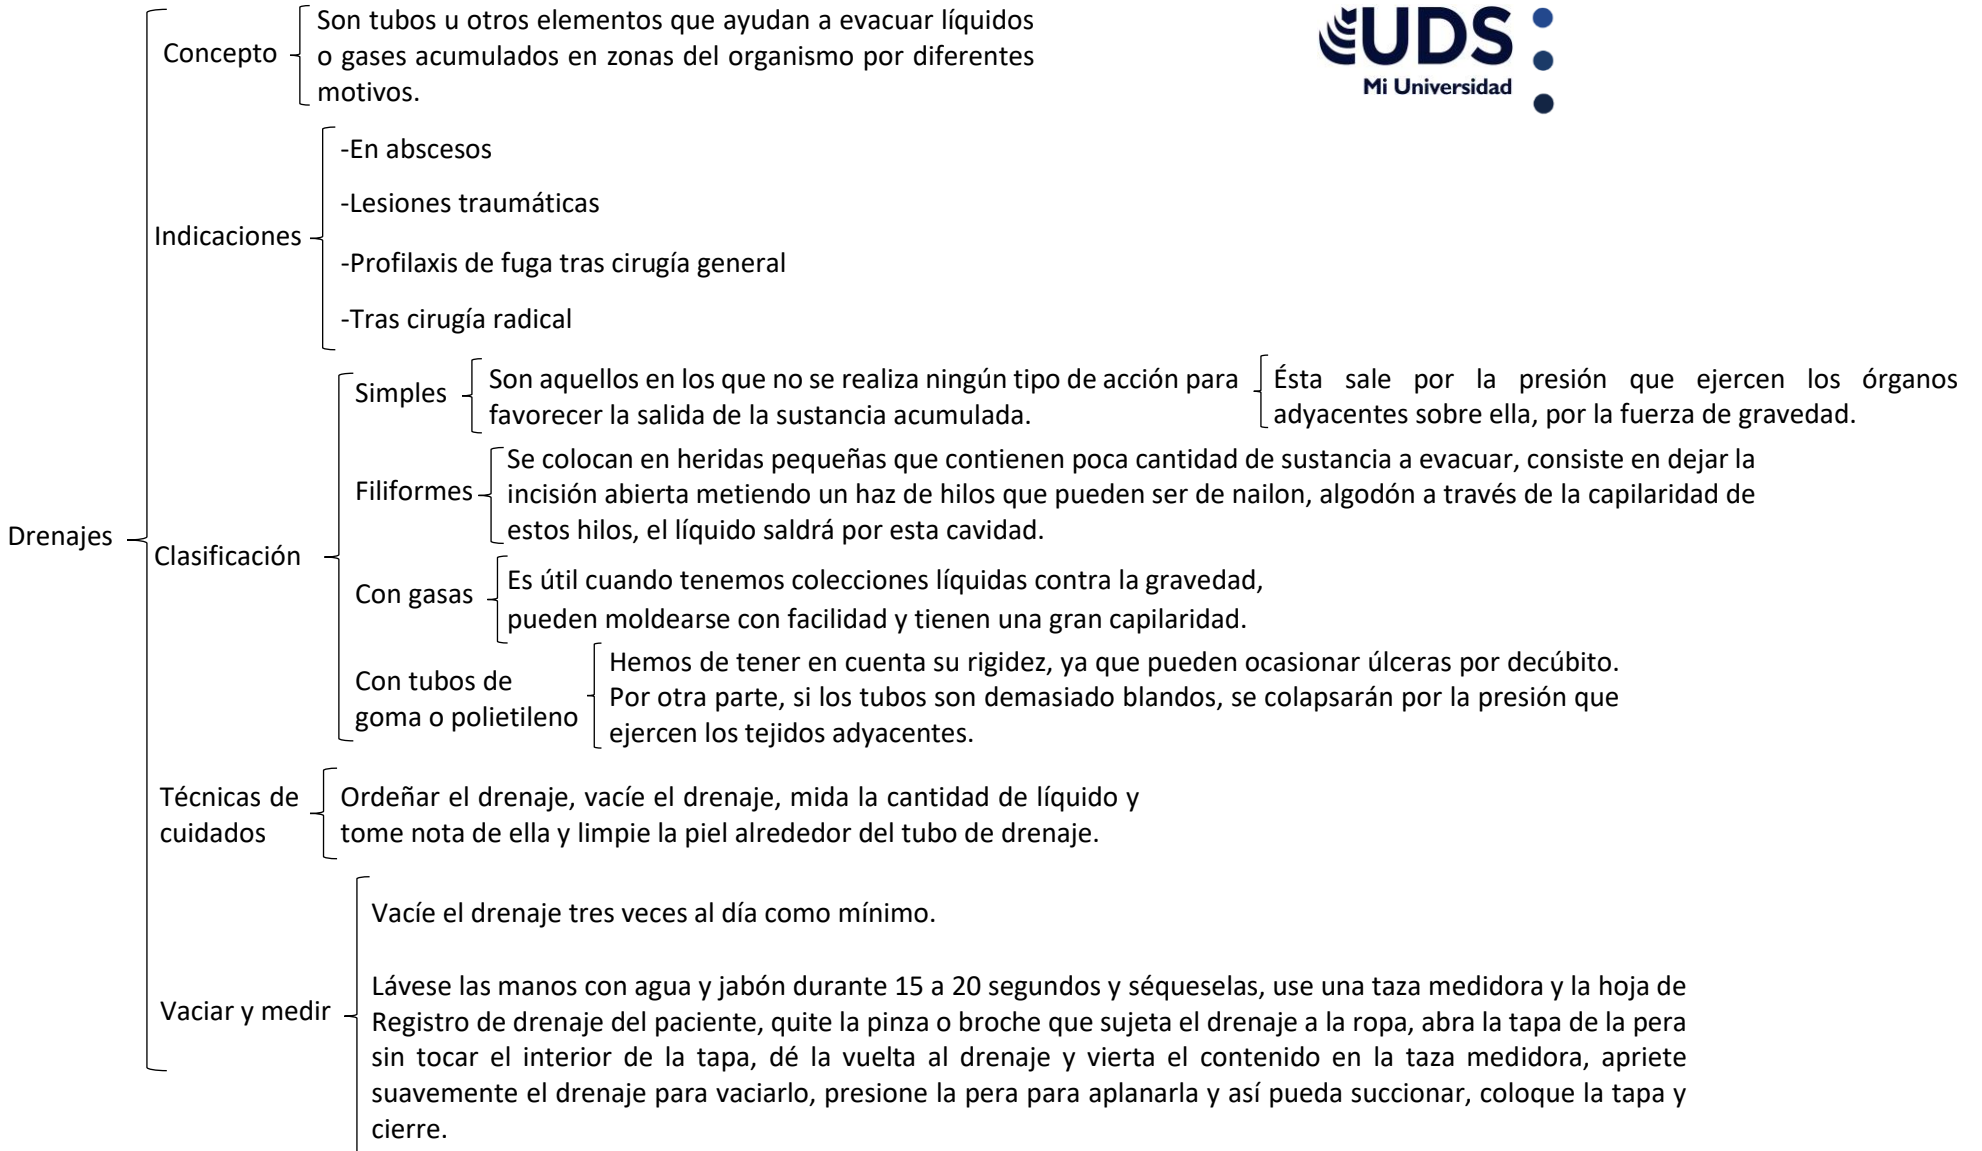 UDS
Mi Universidad
Drenajes
Concepto
Son tubos u otros elementos que ayudan a evacuar líquidos
o gases acumulados en zonas del organismo por diferentes
motivos.
Indicaciones
-En abscesos
-Lesiones traumáticas
-Profilaxis de fuga tras cirugía general
-Tras cirugía radical
Clasificación
Simples
Son aquellos en los que no se realiza ningún tipo de acción para
favorecer la salida de la sustancia acumulada.
Ésta sale por la presión que ejercen los órganos
adyacentes sobre ella, por la fuerza de gravedad.
Filiformes
Se colocan en heridas pequeñas que contienen poca cantidad de sustancia a evacuar, consiste en dejar la
incisión abierta metiendo un haz de hilos que pueden ser de nailon, algodón a través de la capilaridad de
estos hilos, el líquido saldrá por esta cavidad.
Con gasas
Es útil cuando tenemos colecciones líquidas contra la gravedad,
pueden moldearse con facilidad y tienen una gran capilaridad.
Con tubos de
goma o polietileno
Hemos de tener en cuenta su rigidez, ya que pueden ocasionar úlceras por decúbito.
Por otra parte, si los tubos son demasiado blandos, se colapsarán por la presión que
ejercen los tejidos adyacentes.
Técnicas de
cuidados
Ordeñar el drenaje, vacíe el drenaje, mida la cantidad de líquido y
tome nota de ella y limpie la piel alrededor del tubo de drenaje.
Vaciar y medir
Vacíe el drenaje tres veces al día como mínimo.
Lávese las manos con agua y jabón durante 15 a 20 segundos y séqueselas, use una taza medidora y la hoja de
Registro de drenaje del paciente, quite la pinza o broche que sujeta el drenaje a la ropa, abra la tapa de la pera
sin tocar el interior de la tapa, dé la vuelta al drenaje y vierta el contenido en la taza medidora, apriete
suavemente el drenaje para vaciarlo, presione la pera para aplanarla y así pueda succionar, coloque la tapa y
cierre.